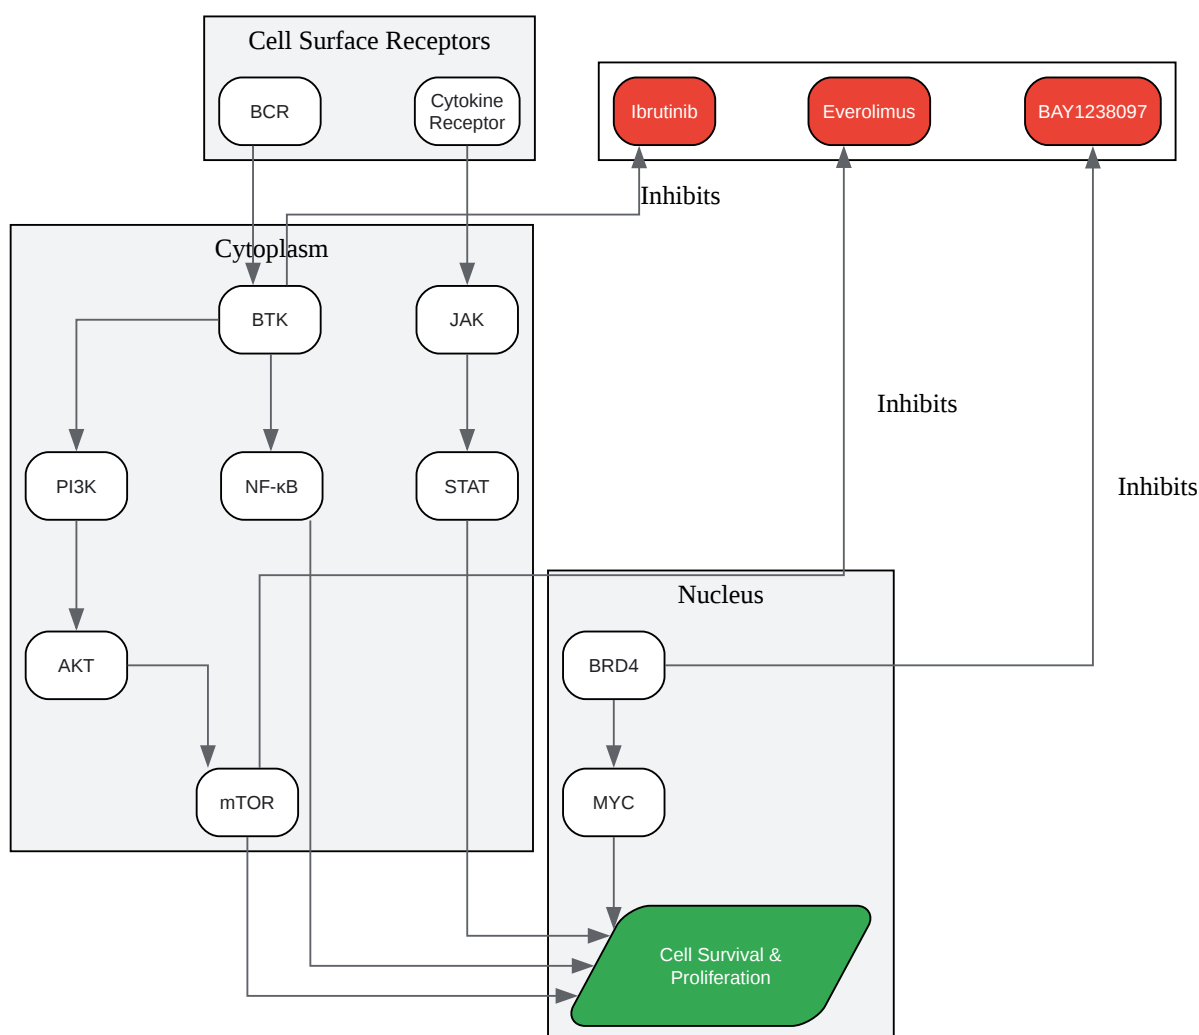 Cell Surface Receptors
BCR
Cytokine
Receptor
Ibrutinib
Everolimus
BAY1238097
Inhibits
Cytoplasm
BTK
JAK
Inhibits
PI3K
NF-κB
STAT
Inhibits
Nucleus
AKT
BRD4
mTOR
MYC
Cell Survival &
Proliferation